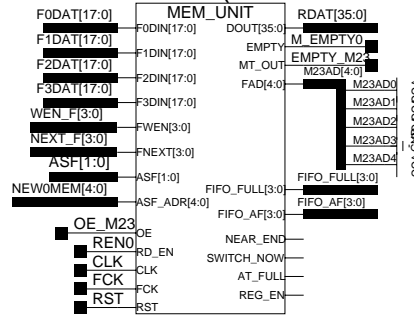 MEM_UNIT
F0DAT[17:0]
F0DIN[17:0]
F1DAT[17:0]
F1DIN[17:0]
F2DAT[17:0]
F2DIN[17:0]
F3DAT[17:0]
F3DIN[17:0]
WEN_F[3:0]
FWEN[3:0]
NEXT_F[3:0]
FNEXT[3:0]
ASF[1:0]
ASF[1:0]
NEW0MEM[4:0]
ASF_ADR[4:0]
OE_M23
OE
REN0
RD_EN
CLK
CLK
FCK
FCK
RST
RST
RDAT[35:0]
DOUT[35:0]
M_EMPTY0
EMPTY
EMPTY_M23
MT_OUT
M23AD[4:0]
FAD[4:0]
M23AD0
M23AD1
M23AD2
M23AD3
M23AD4
FIFO_FULL[3:0]
FIFO_FULL[3:0]
FIFO_AF[3:0]
FIFO_AF[3:0]
NEAR_END
SWITCH_NOW
AT_FULL
REG_EN